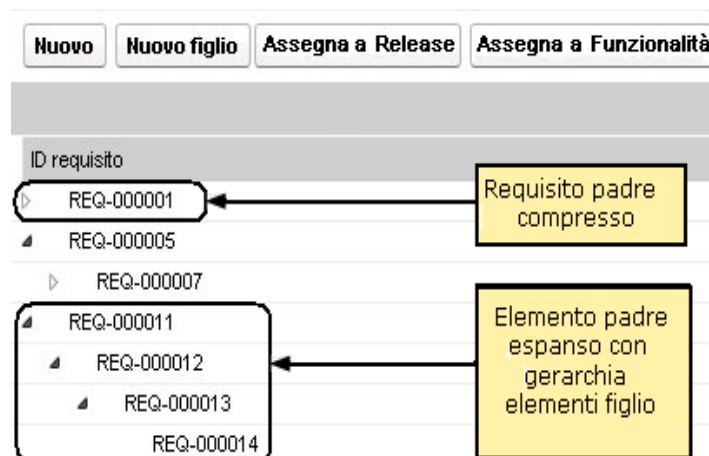 Nuovo Nuovo figlio Assegna a Release Assegna a Funzionalità
ID requisito
REQ-000001
Requisito padre
compresso
REQ-000005
REQ-000007
REQ-000011
REQ-000012
REQ-000013
REQ-000014
Elemento padre
espanso con
gerarchia
elementi figlio